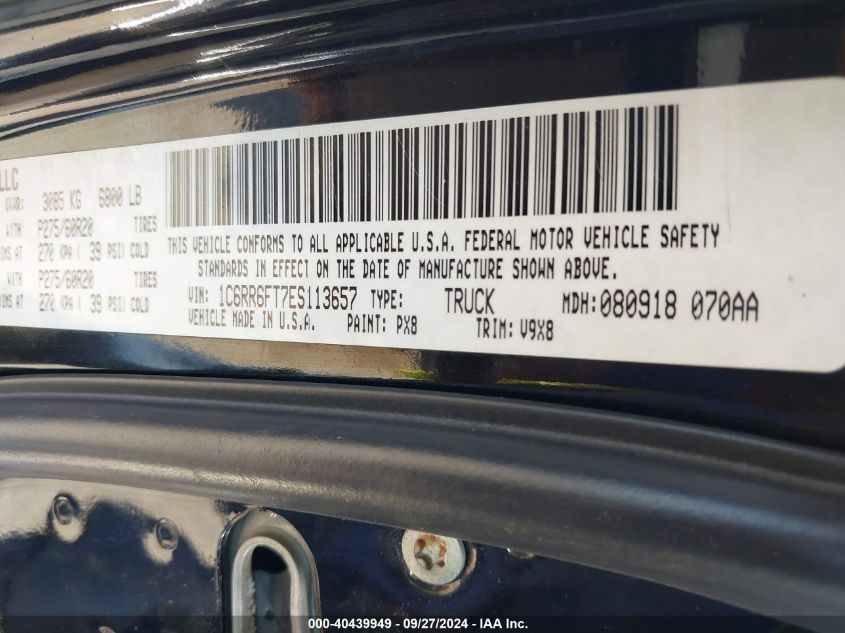 LLC
GVWR: 3085 KG 6800 LB
WITH P275/60R20 TIRES
IMS AT 270 KPA ( 39 PSI) COLD
WITH P275/60R20 TIRES
IMS AT 270 KPA ( 39 PSI) COLD
THIS VEHICLE CONFORMS TO ALL APPLICABLE U.S.A. FEDERAL MOTOR VEHICLE SAFETY
STANDARDS IN EFFECT ON THE DATE OF MANUFACTURE SHOWN ABOVE.
VIN: 1C6RR6FT7ES113657 TYPE: TRUCK MDH:080918 070AA
VEHICLE MADE IN U.S.A. PAINT: PX8 TRIM: V9X8
000-40439949 - 09/27/2024 - IAA Inc.